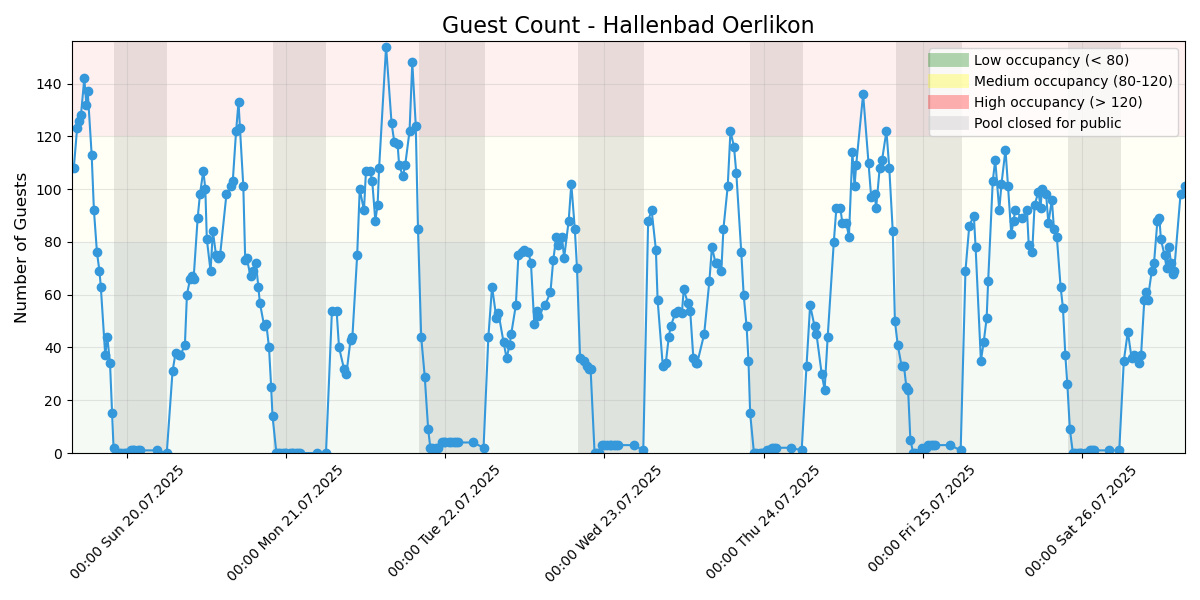 Guest Count - Hallenbad Oerlikon
Low occupancy (< 80)
Medium occupancy (80-120)
High occupancy (> 120)
Pool closed for public
Number of Guests
140
120
100
80
60
40
20
0
00:00 Sun 20.07.2025
00:00 Mon 21.07.2025
00:00 Tue 22.07.2025
00:00 Wed 23.07.2025
00:00 Thu 24.07.2025
00:00 Fri 25.07.2025
00:00 Sat 26.07.2025